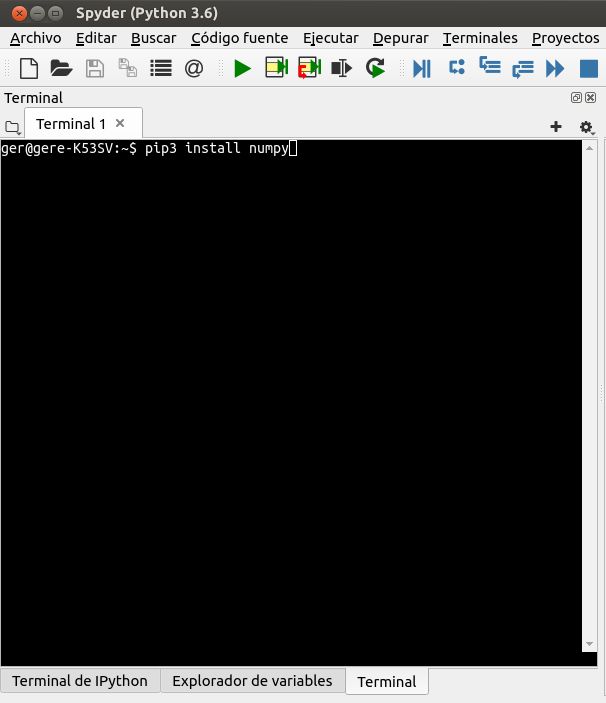 Spyder (Python 3.6)
Archivo Editar Buscar Código fuente Ejecutar Depurar Terminales Proyectos
@
Terminal
Terminal 1
ger@gere-K53SV:~$ pip3 install numpy
Terminal de IPython Explorador de variables Terminal